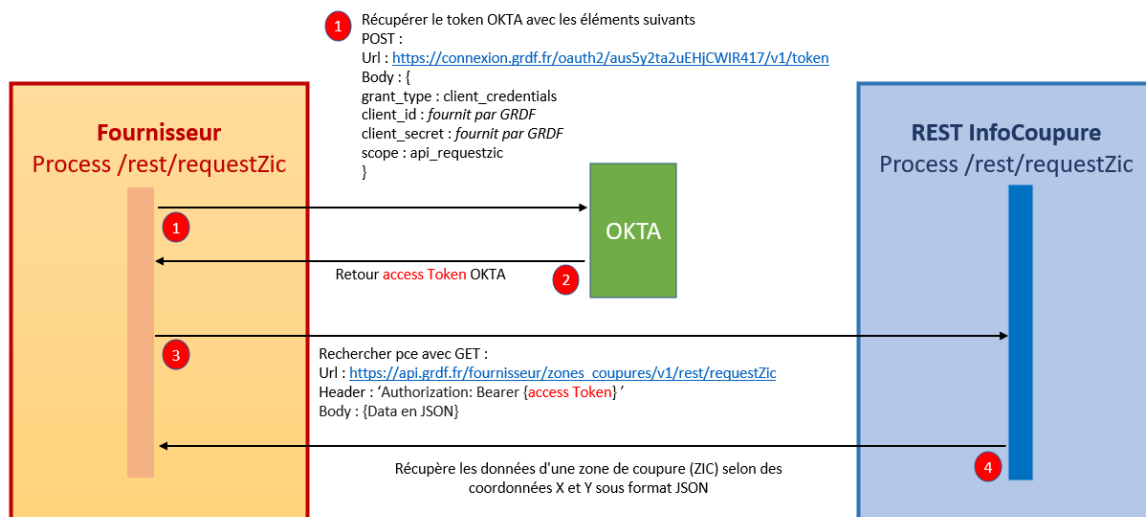 1
Récupérer le token OKTA avec les éléments suivants
POST :
Url : https://connexion.grdf.fr/oauth2/aus5y2ta2uEHjCWIR417/v1/token
Body : {
grant_type : client_credentials
client_id : fournit par GRDF
client_secret : fournit par GRDF
scope : api_requestzic
}
Fournisseur
Process /rest/requestZic
REST InfoCoupure
Process /rest/requestZic
1
OKTA
2
Retour access Token OKTA
3
Rechercher pce avec GET :
Url : https://api.grdf.fr/fournisseur/zones_coupures/v1/rest/requestZic
Header : ‘Authorization: Bearer {access Token} ’
Body : {Data en JSON}
4
Récupère les données d'une zone de coupure (ZIC) selon des
coordonnées X et Y sous format JSON